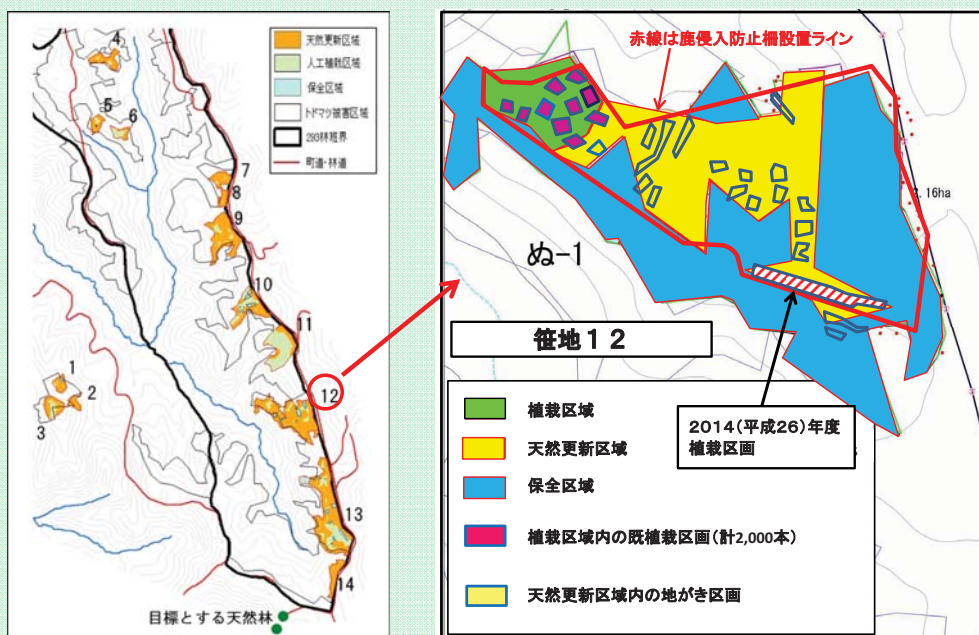 天然更新区域
人工植栽区域
保全区域
トドマツ被害区域
293林班界
町道・林道
4
5
6
7
8
9
10
11
12
1
2
3
13
14
目標とする天然林
赤線は鹿侵入防止柵設置ライン
.16ha
ぬ-1
笹地12
2014(平成26)年度
植栽区画
植栽区域
天然更新区域
保全区域
植栽区域内の既植栽区画(計2,000本)
天然更新区域内の地がき区画